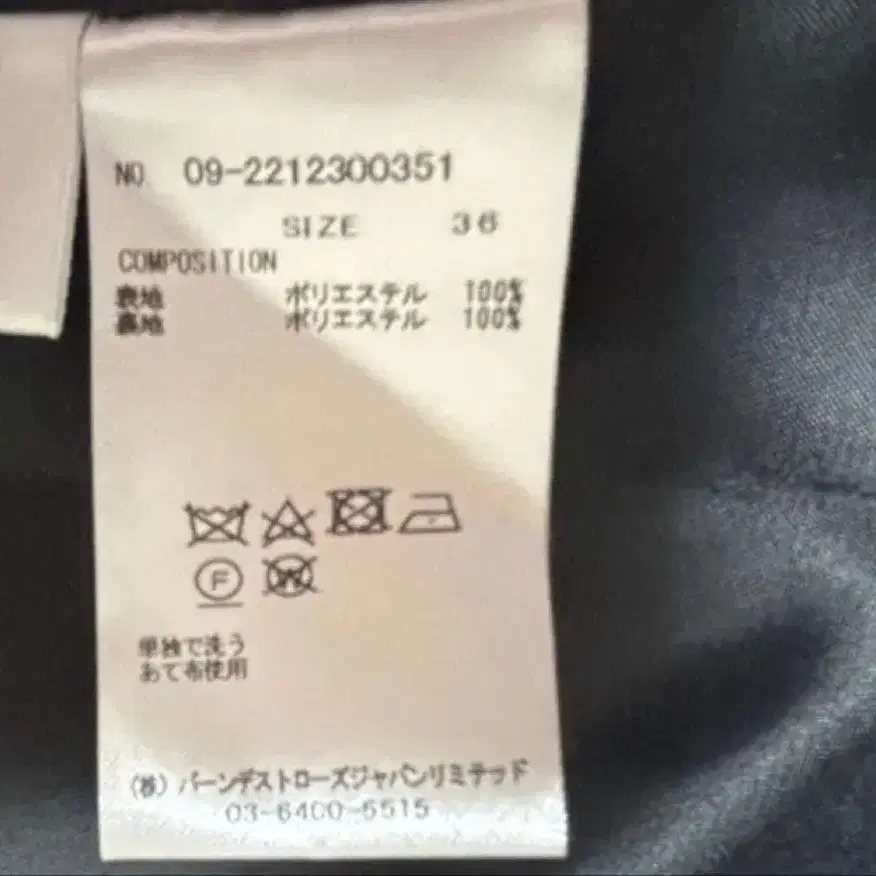 NO. 09-2212300351
SIZE 36
COMPOSITION
表地 ポリエステル 100%
裏地 ポリエステル 100%
F
W
単独で洗う
あて布使用
(株) バーンデストローズジャパンリミテッド
03-6400-5515